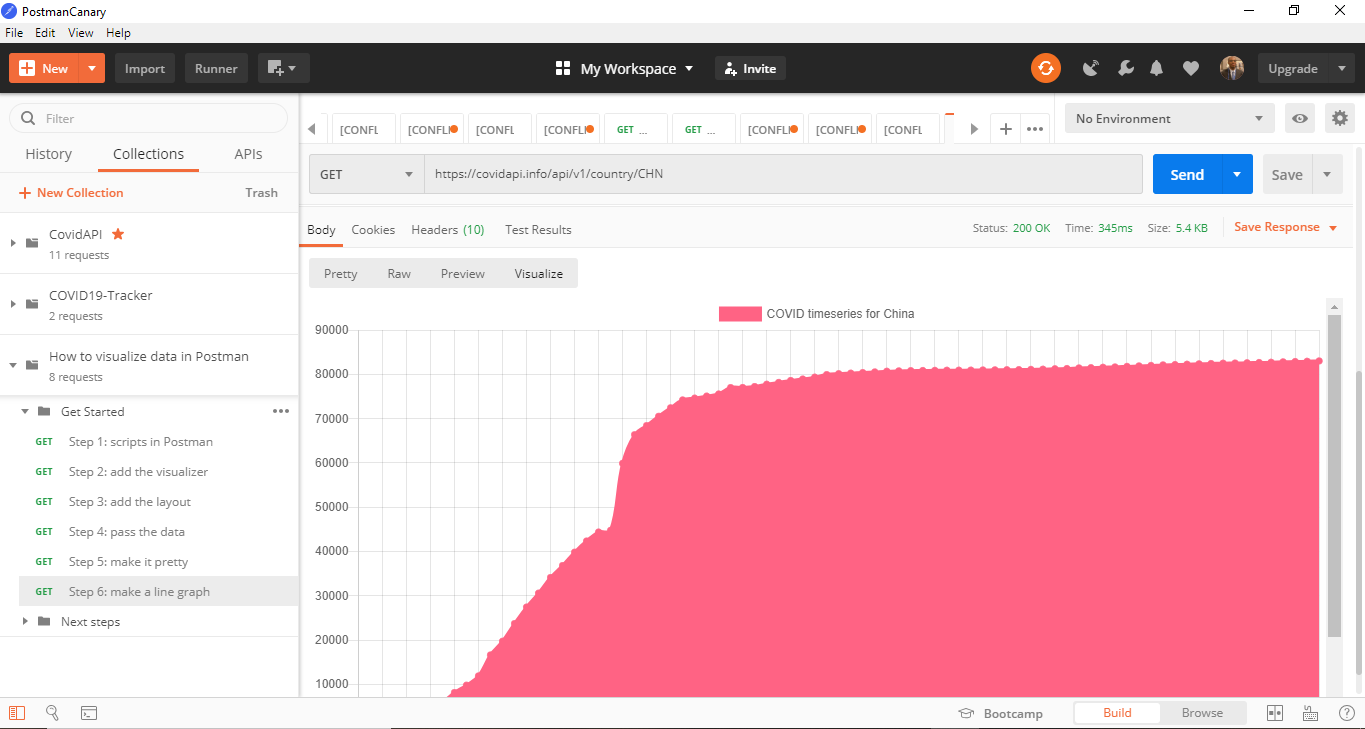 PostmanCanary
File Edit View Help
New Import Runner My Workspace Invite Upgrade
Filter
History Collections APIs
New Collection Trash
CovidAPI
11 requests
COVID19-Tracker
2 requests
How to visualize data in Postman
8 requests
Get Started
GET Step 1: scripts in Postman
GET Step 2: add the visualizer
GET Step 3: add the layout
GET Step 4: pass the data
GET Step 5: make it pretty
GET Step 6: make a line graph
Next steps
[CONFL [CONFLI [CONFL [CONFLI GET ... GET ... [CONFLI [CONFLI [CONFL
No Environment
GET https://covidapi.info/api/v1/country/CHN Send Save
Body Cookies Headers (10) Test Results Status: 200 OK Time: 345ms Size: 5.4 KB Save Response
Pretty Raw Preview Visualize
COVID timeseries for China
90000
80000
70000
60000
50000
40000
30000
20000
10000
Bootcamp Build Browse